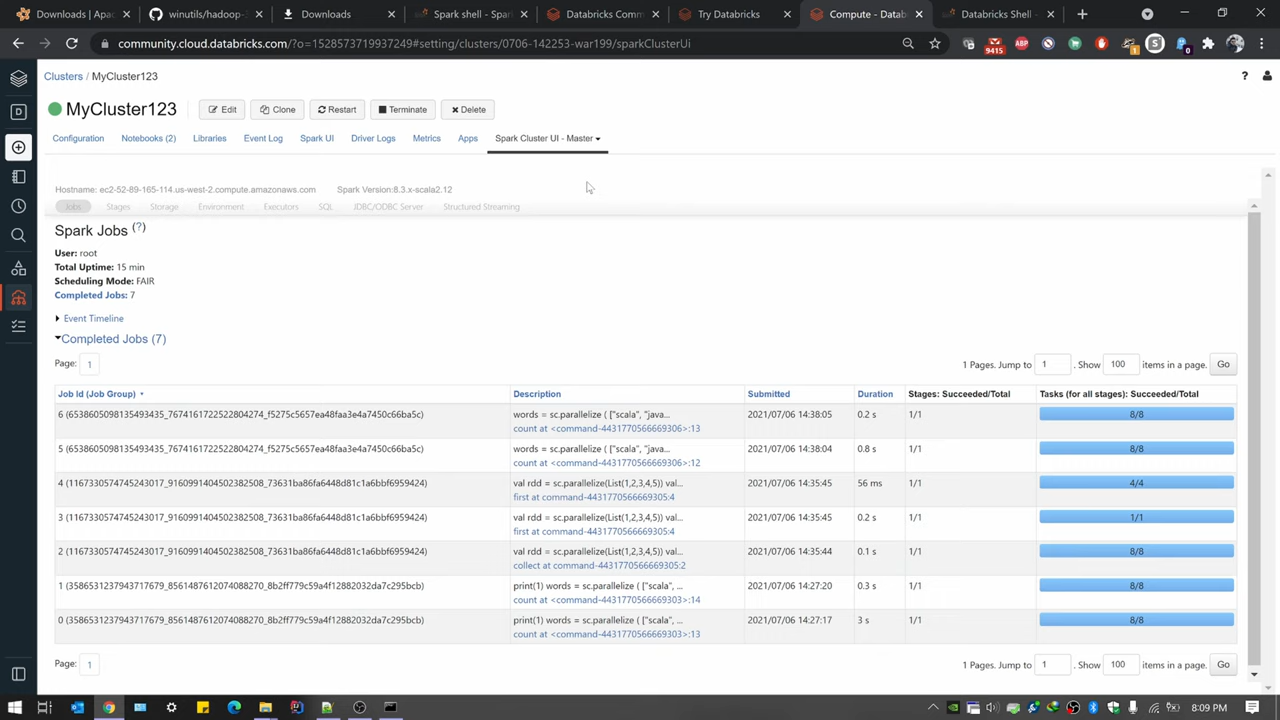 Downloads | Apac
winutils/hadoop-
Downloads
Spark shell - Spark
Databricks Comm
Try Databricks
Compute - Datab
Databricks Shell -
community.cloud.databricks.com/?o=1528573719937249#setting/clusters/0706-142253-war199/sparkClusterUi
9415
ABP
Clusters / MyCluster123
MyCluster123
Edit
Clone
Restart
Terminate
Delete
Configuration
Notebooks (2)
Libraries
Event Log
Spark UI
Driver Logs
Metrics
Apps
Spark Cluster UI - Master
Hostname: ec2-52-89-165-114.us-west-2.compute.amazonaws.com
Spark Version:8.3.x-scala2.12
Jobs
Stages
Storage
Environment
Executors
SQL
JDBC/ODBC Server
Structured Streaming
Spark Jobs (?)
User: root
Total Uptime: 15 min
Scheduling Mode: FAIR
Completed Jobs: 7
Event Timeline
Completed Jobs (7)
Page: 1
1 Pages. Jump to 1 . Show 100 items in a page. Go
Job Id (Job Group)
Description
Submitted
Duration
Stages: Succeeded/Total
Tasks (for all stages): Succeeded/Total
6 (6538605098135493435_7674161722522804274_f5275c5657ea48faa3e4a7450c66ba5c)
words = sc.parallelize ( ["scala", "java...
count at <command-4431770566669306>:13
2021/07/06 14:38:05
0.2 s
1/1
8/8
5 (6538605098135493435_7674161722522804274_f5275c5657ea48faa3e4a7450c66ba5c)
words = sc.parallelize ( ["scala", "java...
count at <command-4431770566669306>:12
2021/07/06 14:38:04
0.8 s
1/1
8/8
4 (1167330574745243017_9160991404502382508_73631ba86fa6448d81c1a6bbf6959424)
val rdd = sc.parallelize(List(1,2,3,4,5)) val...
first at command-4431770566669305:4
2021/07/06 14:35:45
56 ms
1/1
4/4
3 (1167330574745243017_9160991404502382508_73631ba86fa6448d81c1a6bbf6959424)
val rdd = sc.parallelize(List(1,2,3,4,5)) val...
first at command-4431770566669305:4
2021/07/06 14:35:45
0.2 s
1/1
1/1
2 (1167330574745243017_9160991404502382508_73631ba86fa6448d81c1a6bbf6959424)
val rdd = sc.parallelize(List(1,2,3,4,5)) val...
collect at command-4431770566669305:2
2021/07/06 14:35:44
0.1 s
1/1
8/8
1 (3586531237943717679_8561487612074088270_8b2ff779c59a4f12882032da7c295bcb)
print(1) words = sc.parallelize ( ["scala", ...
count at <command-4431770566669303>:14
2021/07/06 14:27:20
0.3 s
1/1
8/8
0 (3586531237943717679_8561487612074088270_8b2ff779c59a4f12882032da7c295bcb)
print(1) words = sc.parallelize ( ["scala", ...
count at <command-4431770566669303>:13
2021/07/06 14:27:17
3 s
1/1
8/8
Page: 1
1 Pages. Jump to 1 . Show 100 items in a page. Go
8:09 PM